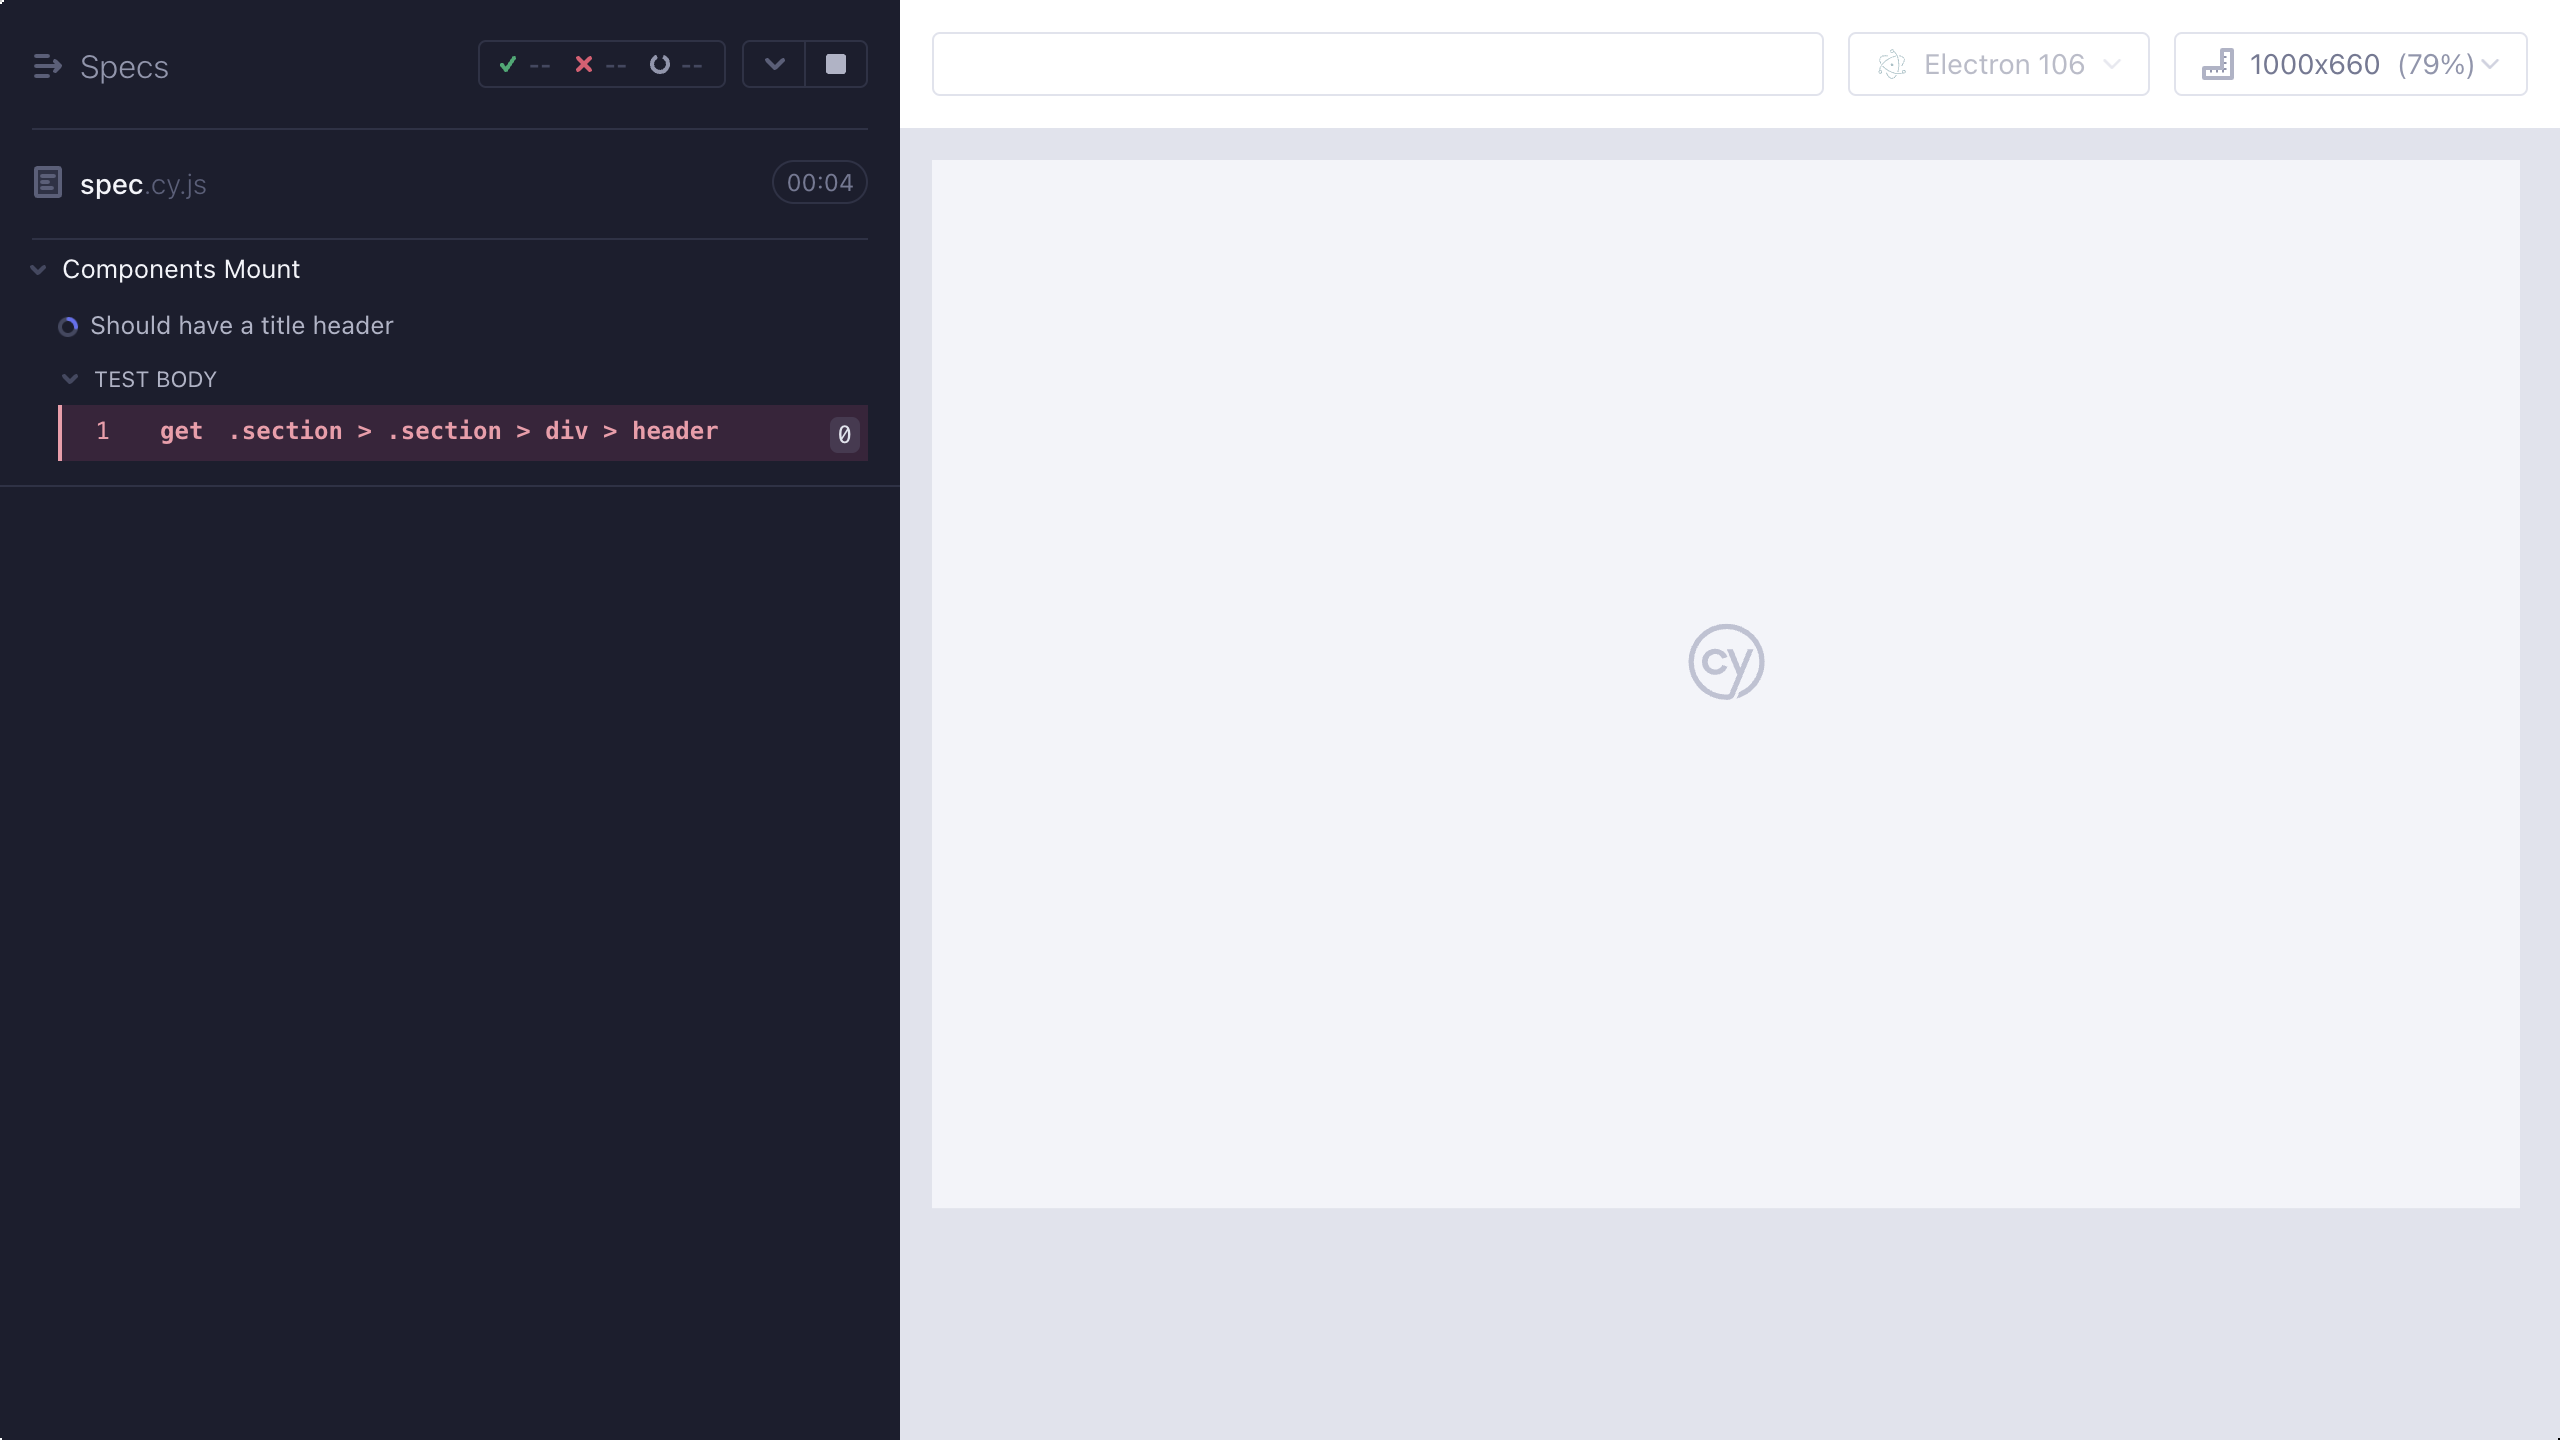 Specs
-- -- --
spec.cy.js
00:04
Components Mount
Should have a title header
TEST BODY
1 get .section > .section > div > header 0
Electron 106
1000x660 (79%)
cy